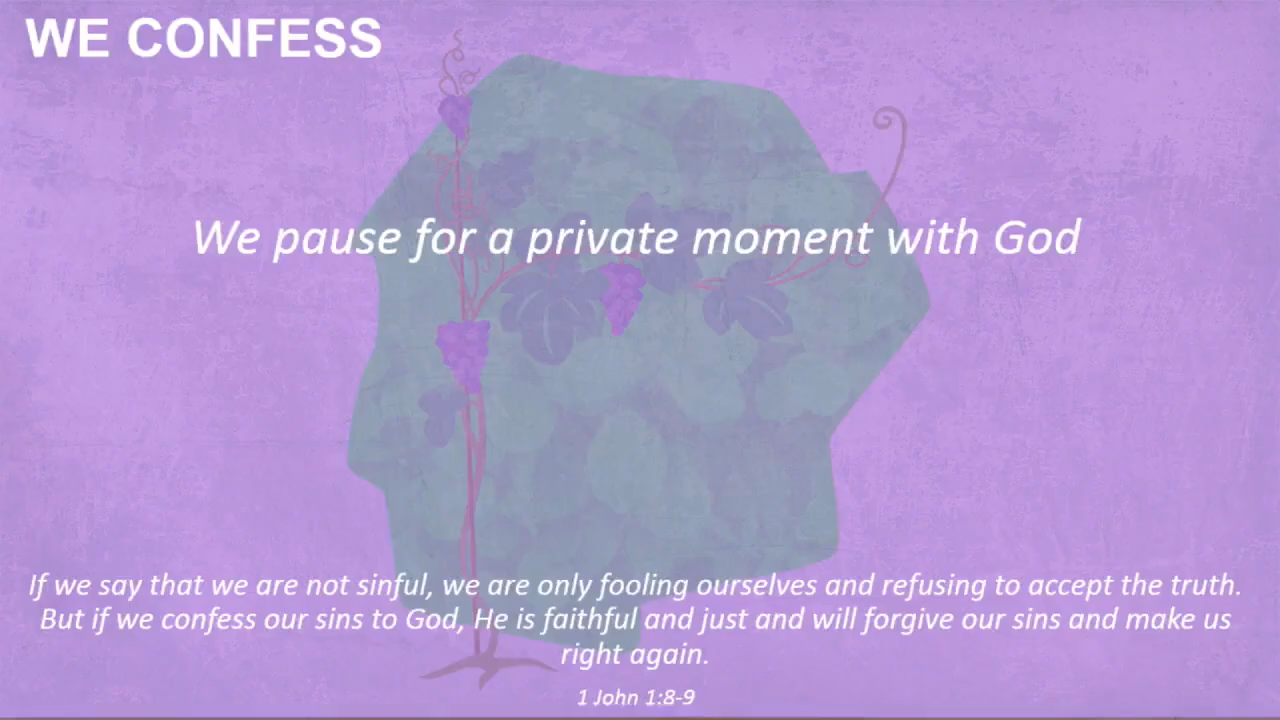 WE CONFESS
We pause for a private moment with God
If we say that we are not sinful, we are only fooling ourselves and refusing to accept the truth.
But if we confess our sins to God, He is faithful and just and will forgive our sins and make us
right again.
1 John 1:8-9